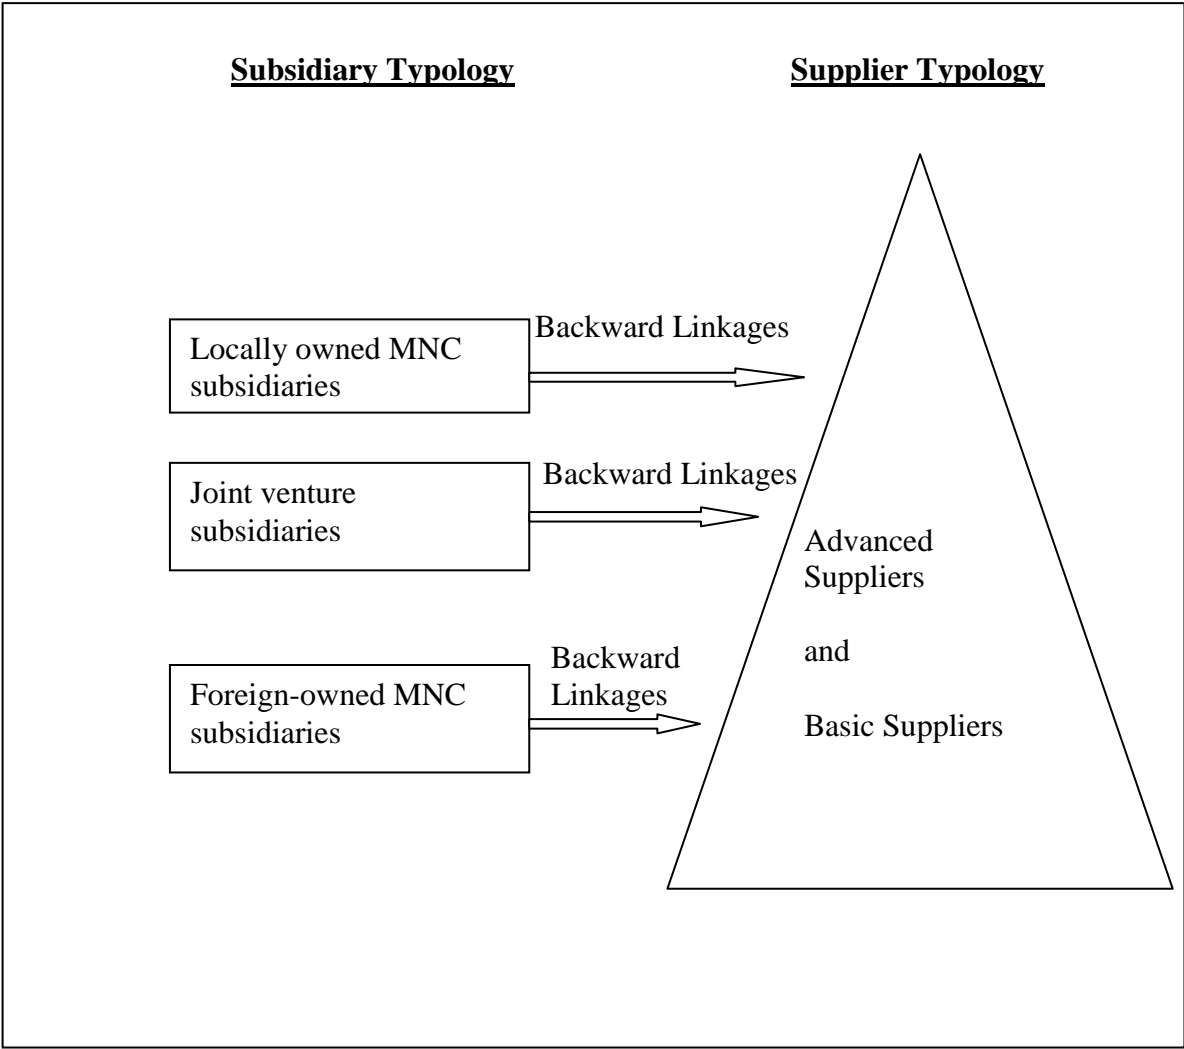 Subsidiary Typology
Supplier Typology
Backward Linkages
Locally owned MNC
subsidiaries
Backward Linkages
Joint venture
subsidiaries
Advanced
Suppliers
and
Basic Suppliers
Backward
Linkages
Foreign-owned MNC
subsidiaries